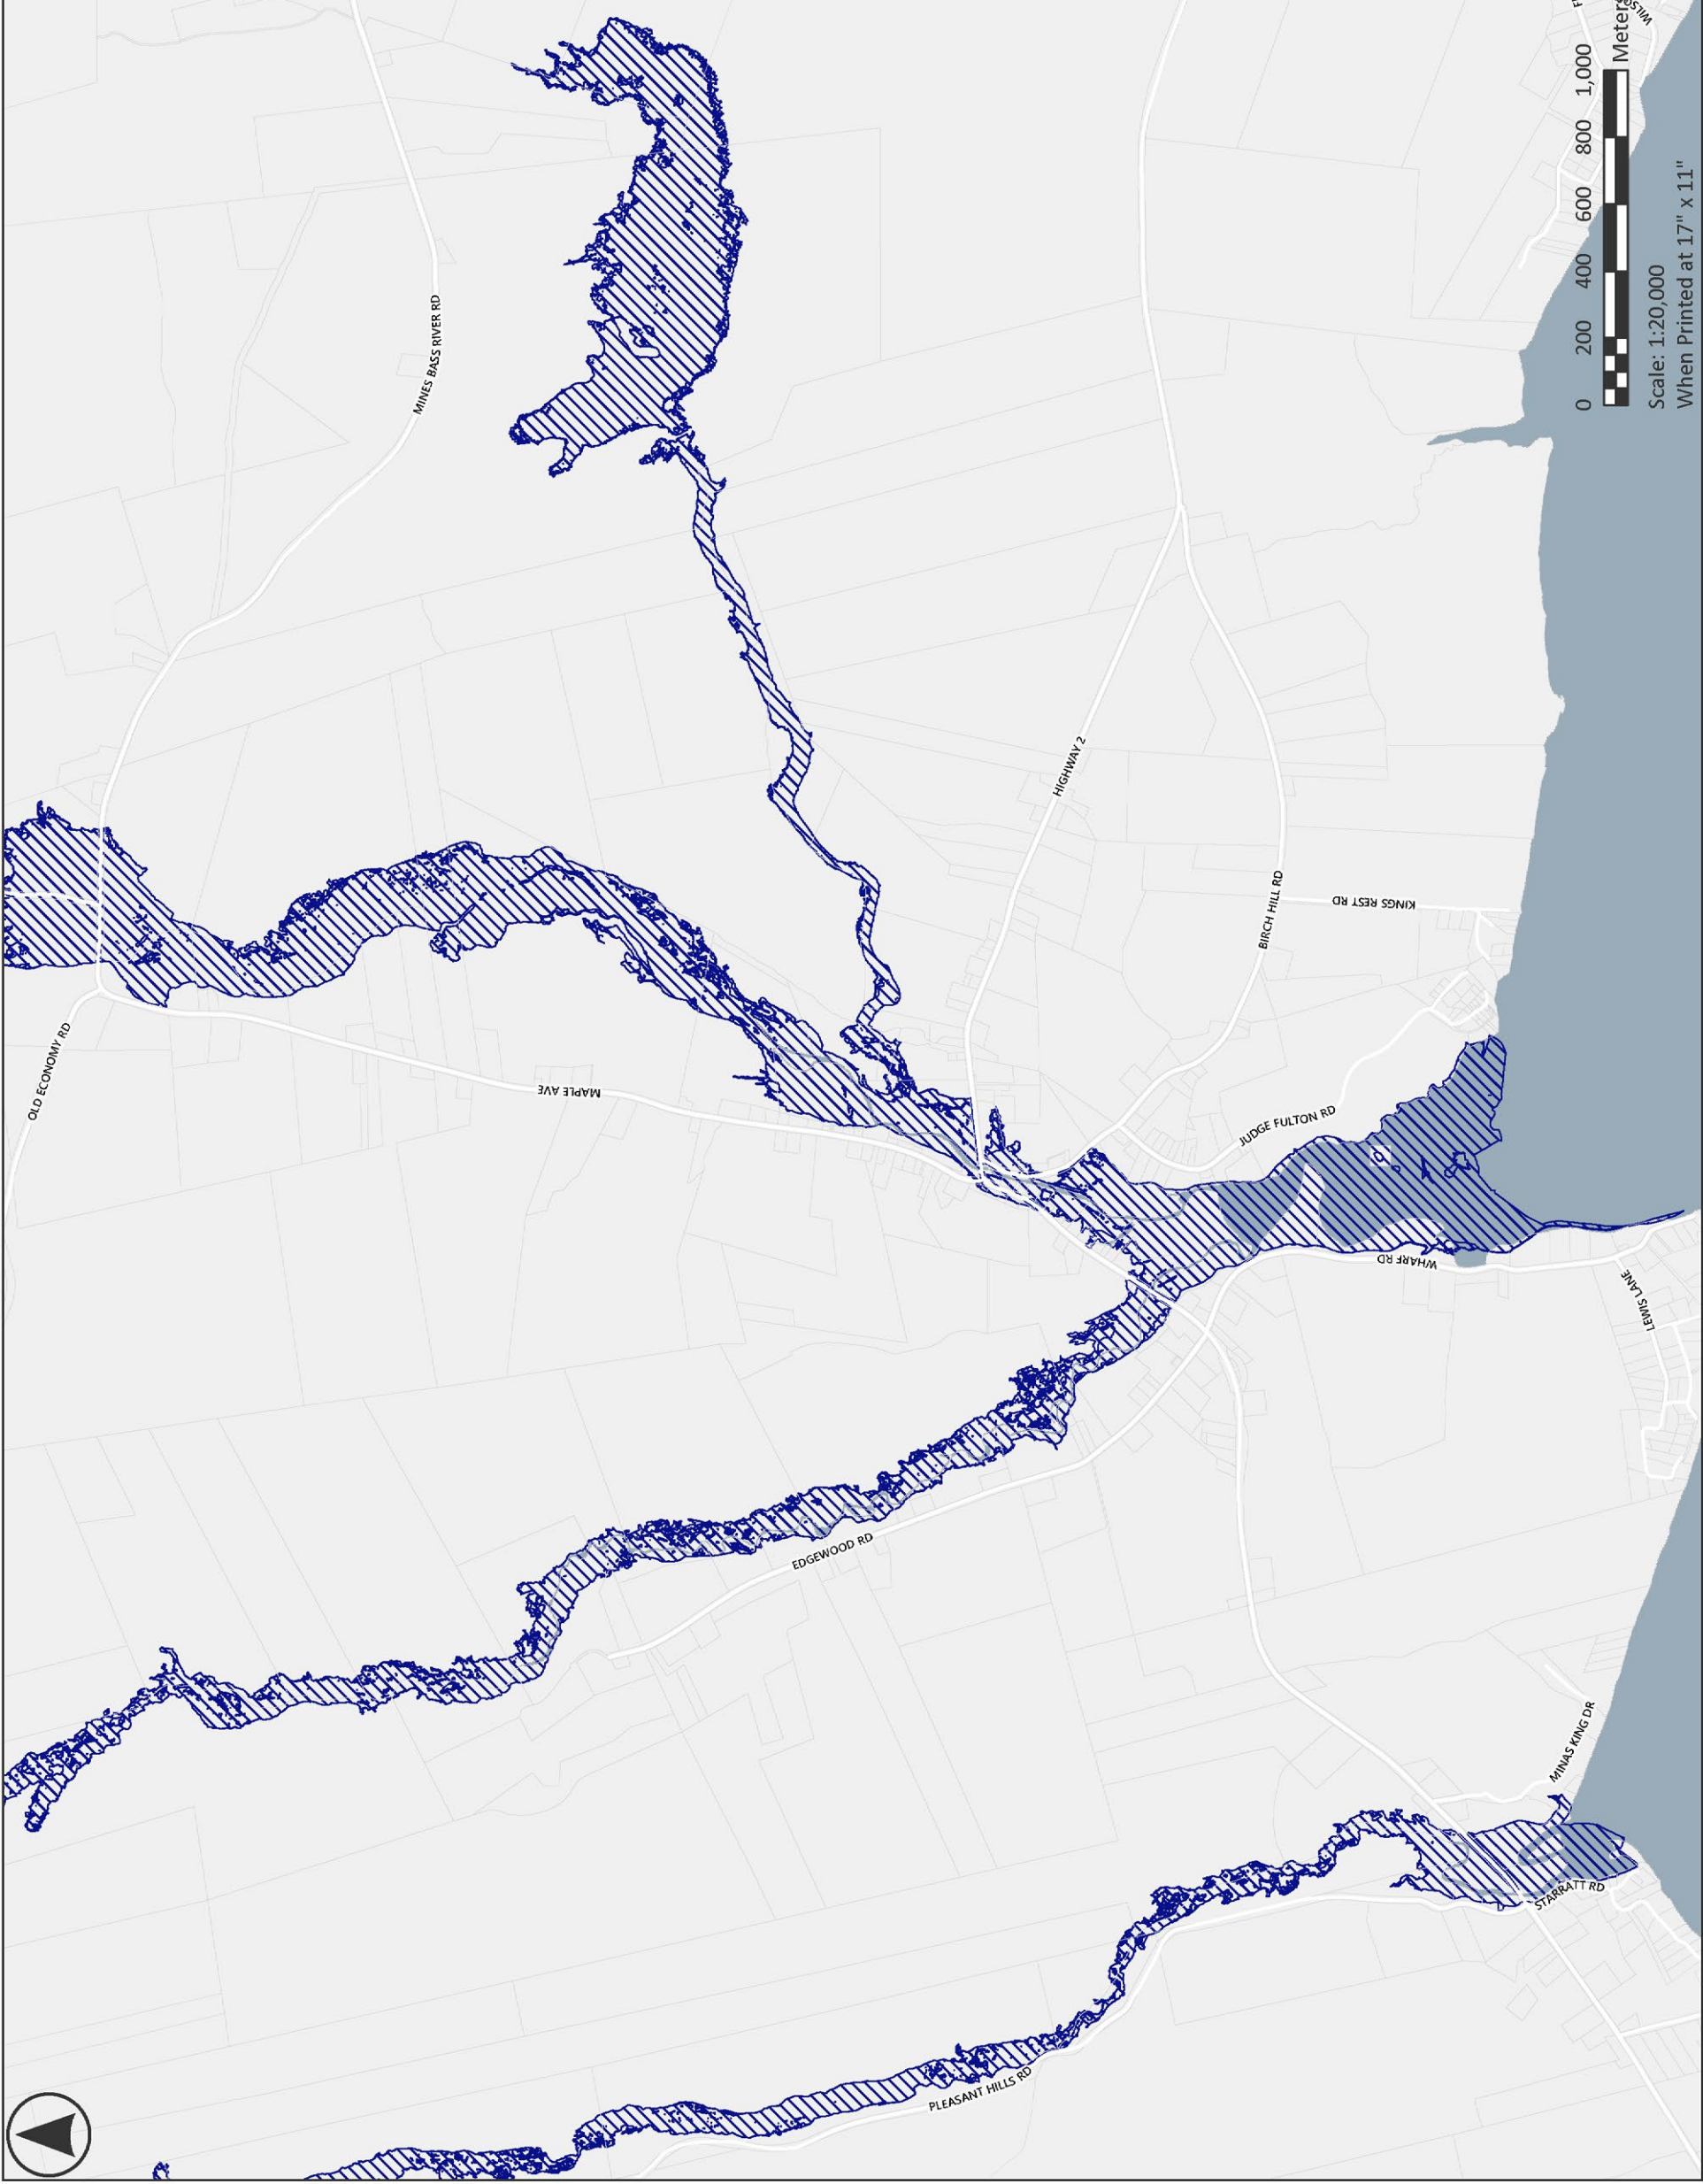 MINES BASS RIVER RD
OLD ECONOMY RD
MAPLE AVE
HIGHWAY 2
BIRCH HILL RD
KINGS REST RD
JUDGE FULTON RD
WHARF RD
LEWIS LANE
EDGEWOOD RD
MINAS KING DR
STARRATT RD
PLEASANT HILLS RD
0 200 400 600 800 1,000
Meters
Scale: 1:20,000
When Printed at 17" x 11"